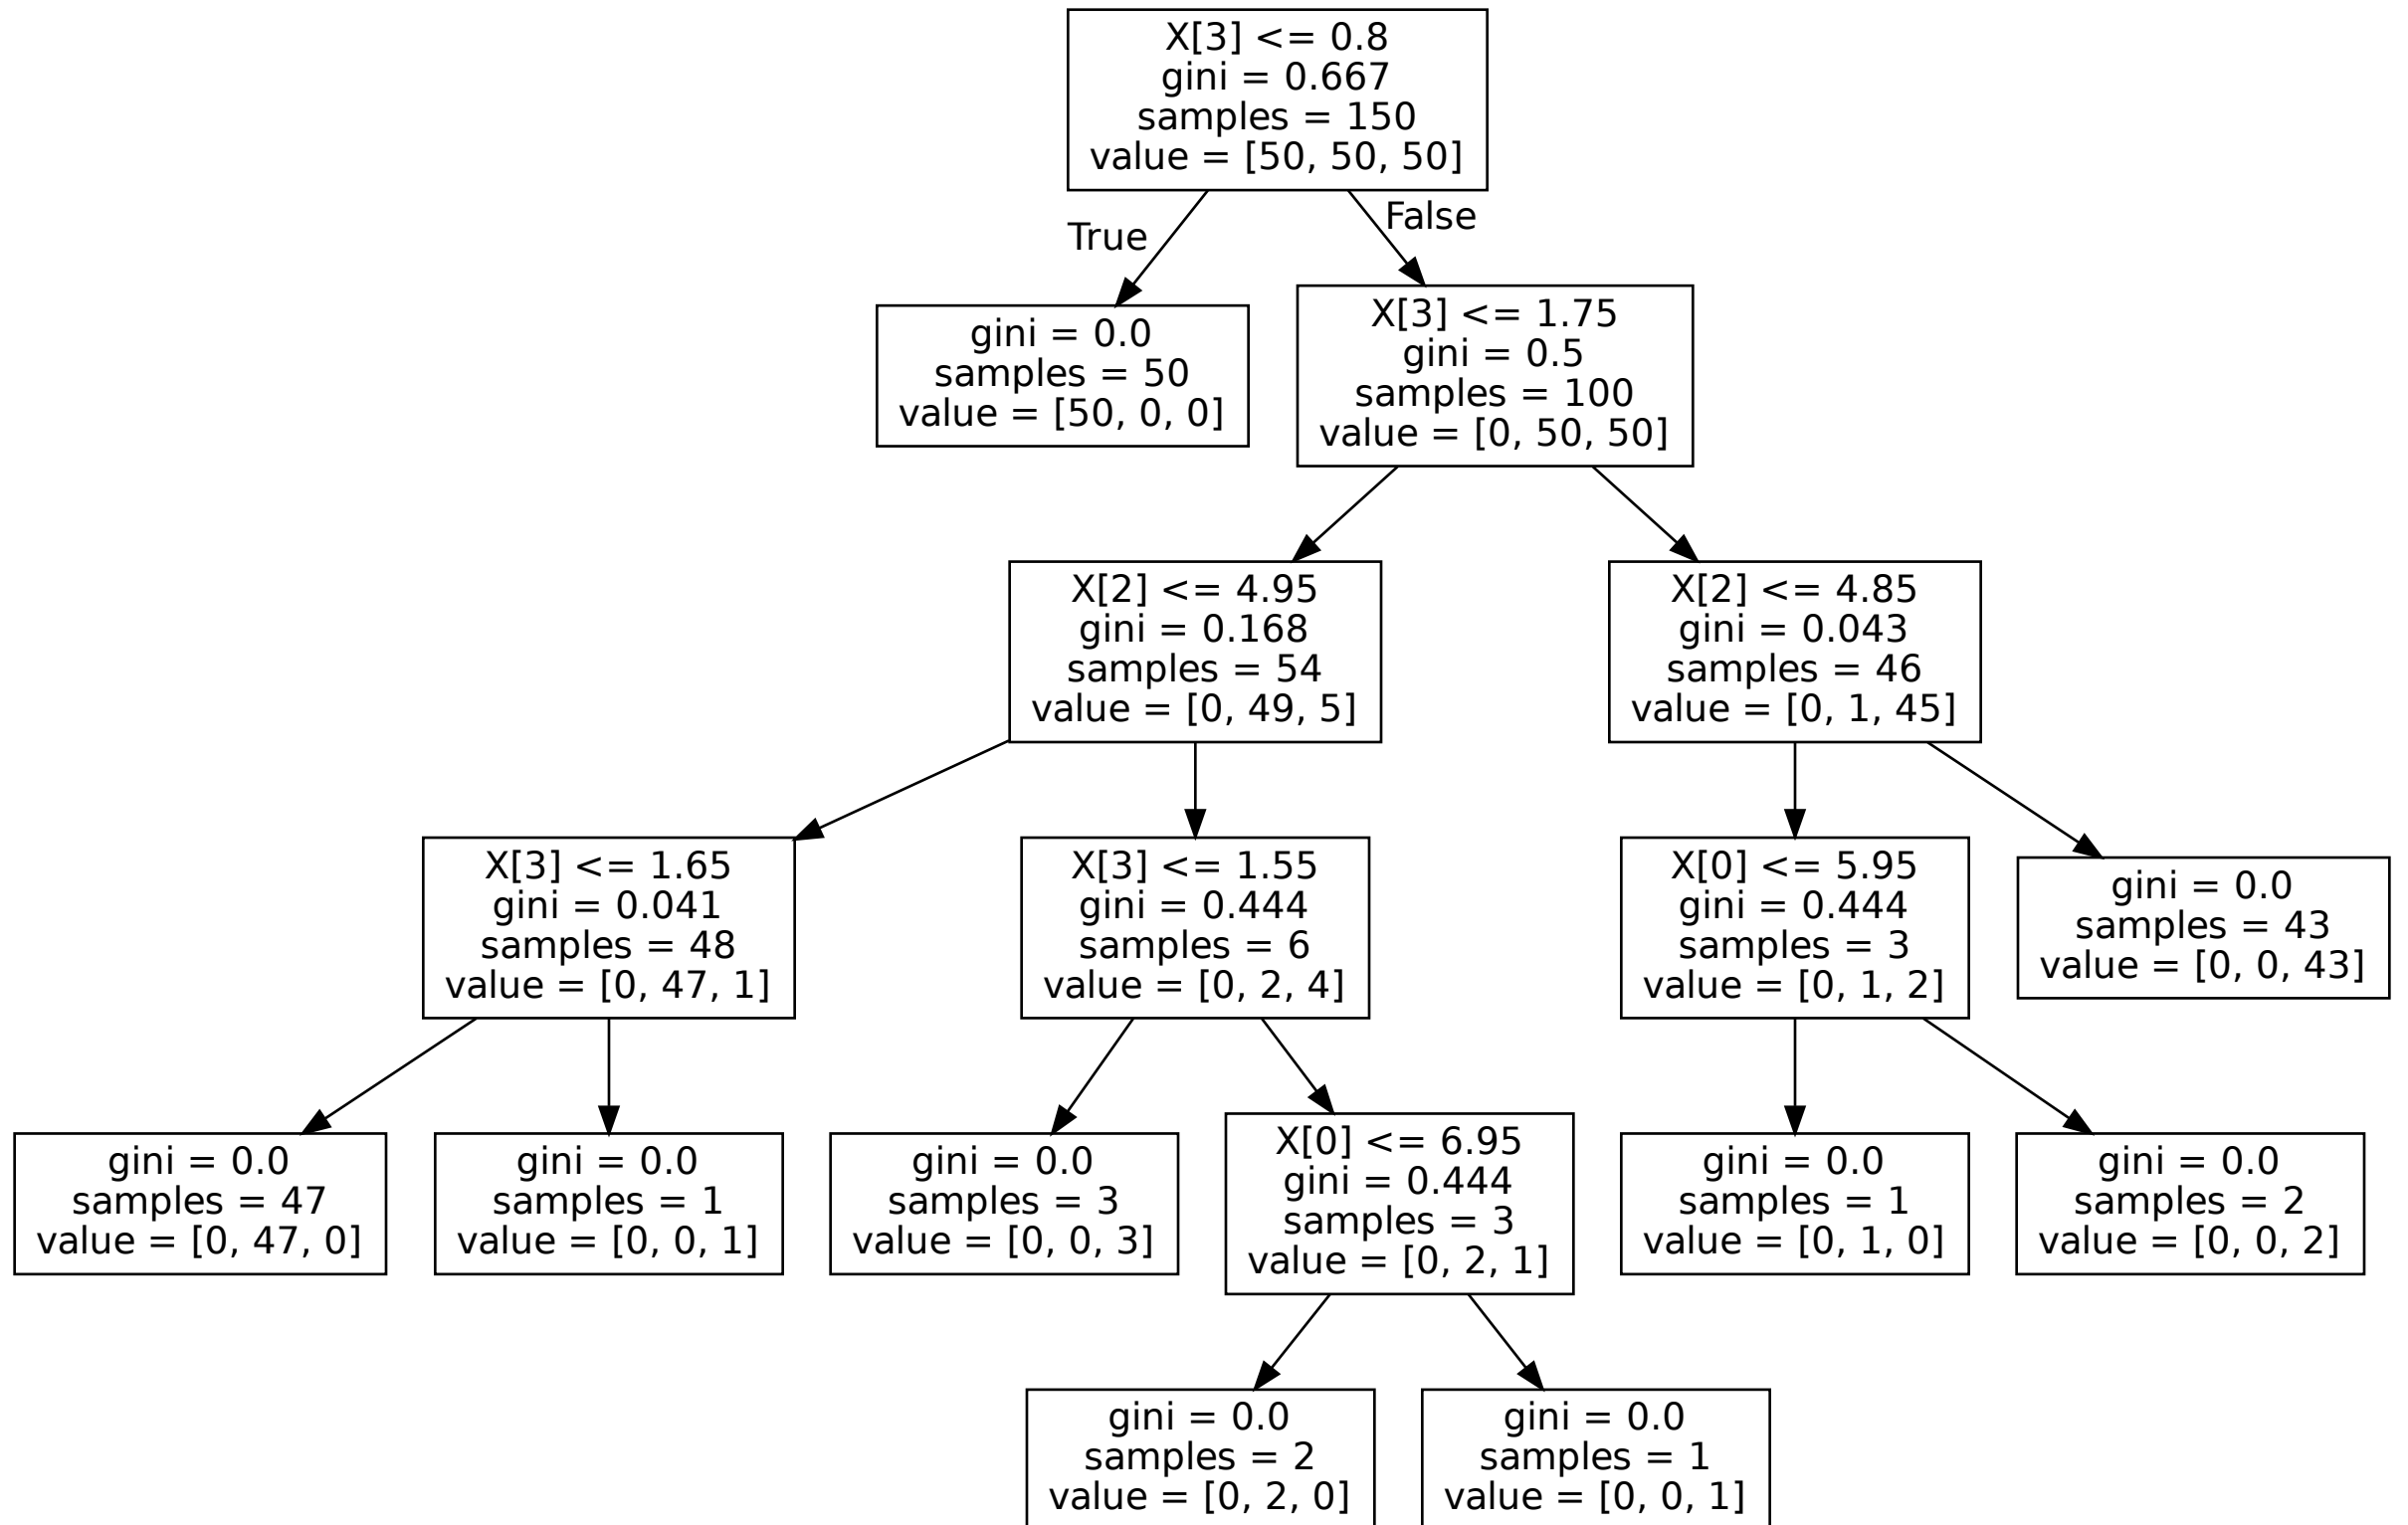 X[3] <= 0.8
gini = 0.667
samples = 150
value = [50, 50, 50]
True
False
gini = 0.0
samples = 50
value = [50, 0, 0]
X[3] <= 1.75
gini = 0.5
samples = 100
value = [0, 50, 50]
X[2] <= 4.95
gini = 0.168
samples = 54
value = [0, 49, 5]
X[2] <= 4.85
gini = 0.043
samples = 46
value = [0, 1, 45]
X[3] <= 1.65
gini = 0.041
samples = 48
value = [0, 47, 1]
X[3] <= 1.55
gini = 0.444
samples = 6
value = [0, 2, 4]
X[0] <= 5.95
gini = 0.444
samples = 3
value = [0, 1, 2]
gini = 0.0
samples = 43
value = [0, 0, 43]
gini = 0.0
samples = 47
value = [0, 47, 0]
gini = 0.0
samples = 1
value = [0, 0, 1]
gini = 0.0
samples = 3
value = [0, 0, 3]
X[0] <= 6.95
gini = 0.444
samples = 3
value = [0, 2, 1]
gini = 0.0
samples = 1
value = [0, 1, 0]
gini = 0.0
samples = 2
value = [0, 0, 2]
gini = 0.0
samples = 2
value = [0, 2, 0]
gini = 0.0
samples = 1
value = [0, 0, 1]